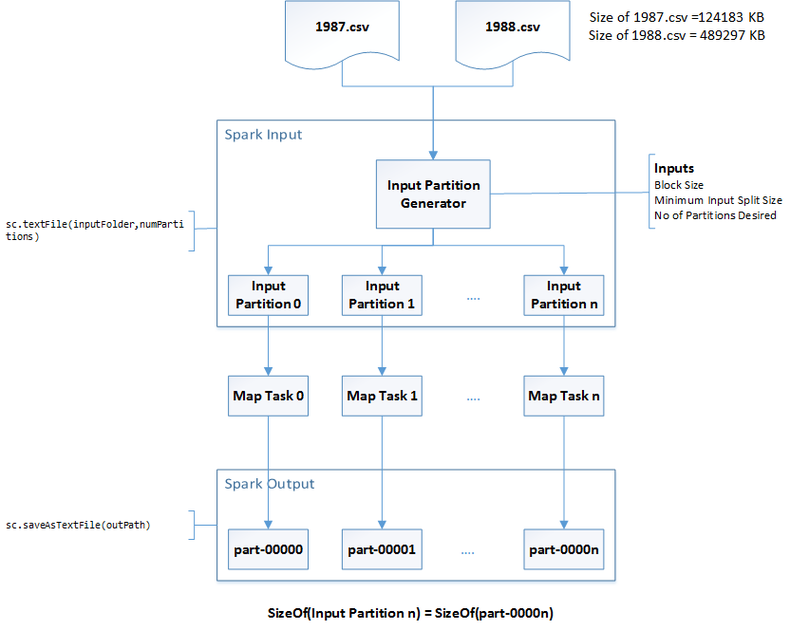 1987.csv
1988.csv
Size of 1987.csv =124183 KB
Size of 1988.csv = 489297 KB
Spark Input
Input Partition
Generator
Inputs
Block Size
Minimum Input Split Size
No of Partitions Desired
sc.textFile(inputFolder,numParti
tions)
Input
Partition 0
Input
Partition 1
....
Input
Partition n
Map Task 0
Map Task 1
....
Map Task n
Spark Output
sc.saveAsTextFile(outPath)
part-00000
part-00001
....
part-0000n
SizeOf(Input Partition n) = SizeOf(part-0000n)